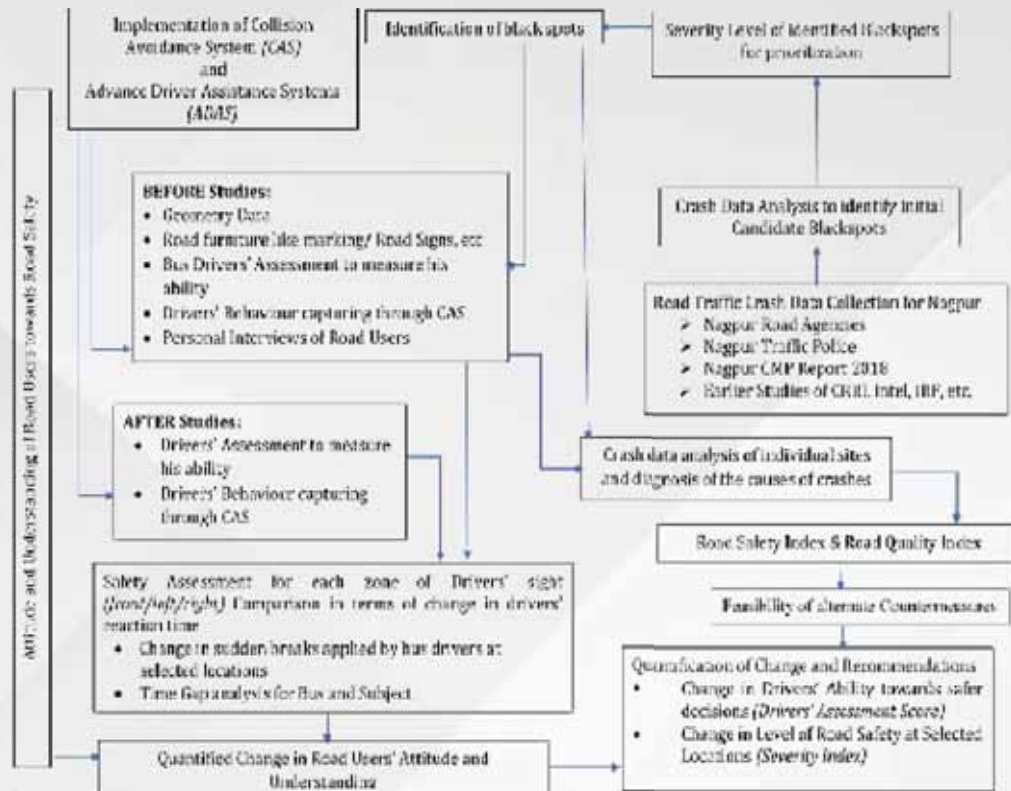 Implementation of Collision
Avoidance System (CAS)
and
Advance Driver Assistance Systems
(ADAS)
Identification of blackspots
Severity Level of Identified Blackspots
for prioritization
Attitude and Understanding of Road Users towards Road Safety
BEFORE Studies:
• Geometry Data
• Road furniture like marking/ Road Signs, etc
• Bus Drivers' Assessment to measure his
ability
• Drivers' Behaviour capturing through CAS
• Personal Interviews of Road Users
Crash Data Analysis to Identify Initial
Candidate Blackspots
Road Traffic Crash Data Collection for Nagpur
➤ Nagpur Road Agencies
➤ Nagpur Traffic Police
➤ Nagpur CMP Report 2018
➤ Earlier Studies of CRRI, Intel, IRF, etc.
AFTER Studies:
• Drivers' Assessment to measure
his ability
• Drivers' Behaviour capturing
through CAS
Crash data analysis of individual sites
and diagnosis of the causes of crashes
Road Safety Index & Road Quality Index
Feasibility of alternate Countermeasures
Safety Assessment for each zone of Drivers' sight
(front/left/right) Comparison in terms of change in drivers'
reaction time
• Change in sudden breaks applied by bus drivers at
selected locations
• Time Gap analysis for Bus and Subject
Quantification of Change and Recommendations
• Change in Drivers' Ability towards safer
decisions (Drivers' Assessment Score)
• Change in Level of Road Safety at Selected
Locations (Severity Index)
Quantified Change in Road Users' Attitude and
Understanding